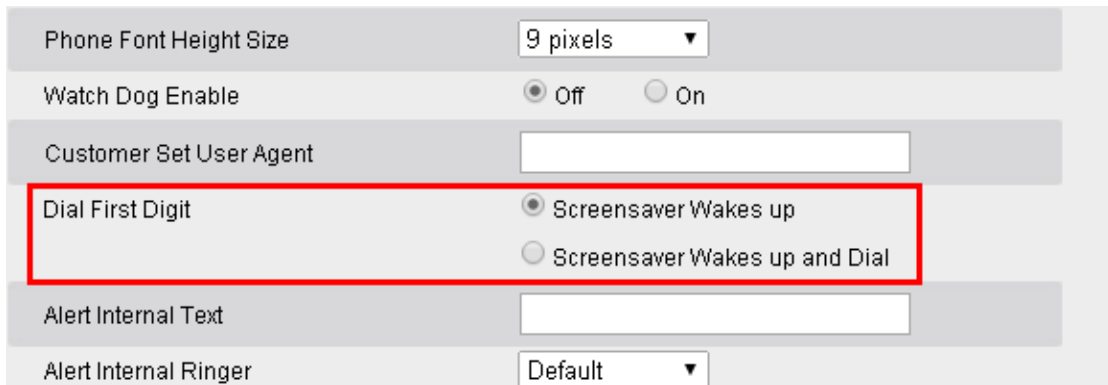 Phone Font Height Size 9 pixels
Watch Dog Enable Off On
Customer Set User Agent
Dial First Digit Screensaver Wakes up
Screensaver Wakes up and Dial
Alert Internal Text
Alert Internal Ringer Default